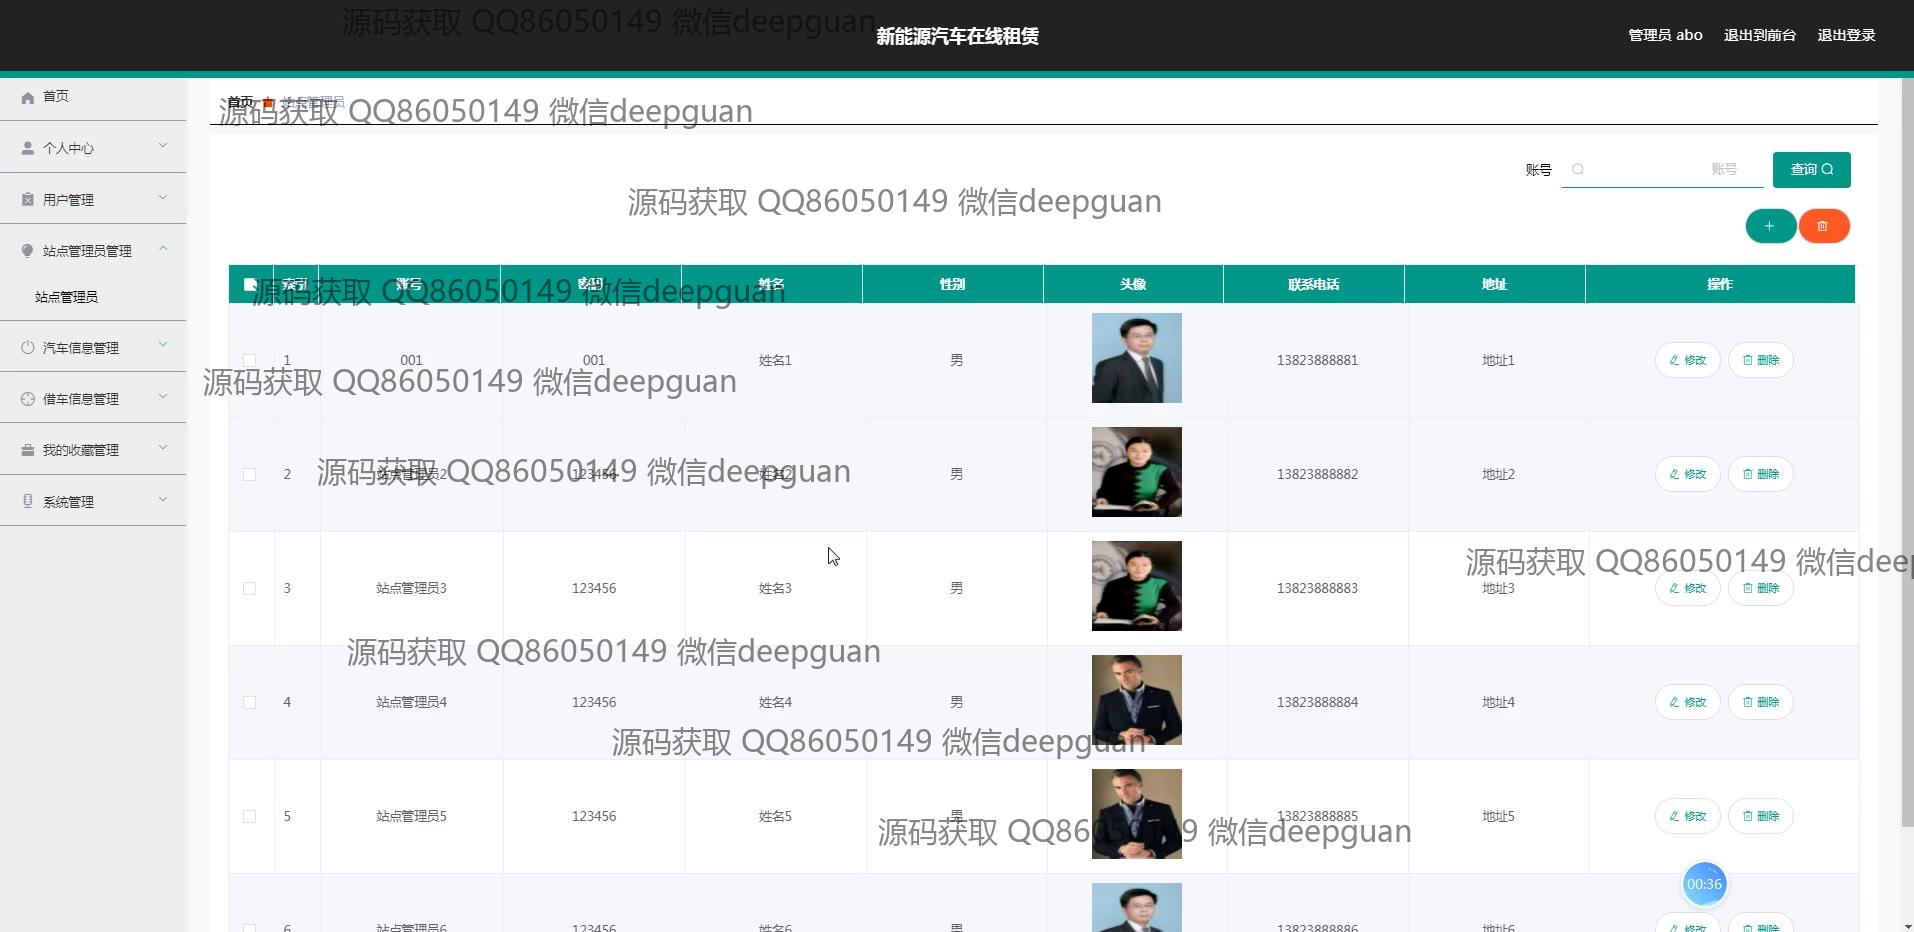 源码获取 QQ86050149 微信deepguan
新能源汽车在线租赁
管理员 abo 退出到前台 退出登录
首页
个人中心
用户管理
站点管理员管理
站点管理员
汽车信息管理
借车信息管理
我的收藏管理
系统管理
首页 站点管理员
源码获取 QQ86050149 微信deepguan
账号 账号 查询
源码获取 QQ86050149 微信deepguan
索引 账号 密码 姓名 性别 头像 联系电话 地址 操作
源码获取 QQ86050149 微信deepguan
1 001 001 姓名1 男 13823888881 地址1 修改 删除
源码获取 QQ86050149 微信deepguan
2 站点管理员2 123456 姓名2 男 13823888882 地址2 修改 删除
源码获取 QQ86050149 微信deepguan
源码获取 QQ86050149 微信deep
3 站点管理员3 123456 姓名3 男 13823888883 地址3 修改 删除
源码获取 QQ86050149 微信deepguan
4 站点管理员4 123456 姓名4 男 13823888884 地址4 修改 删除
源码获取 QQ86050149 微信deepguan
5 站点管理员5 123456 姓名5 男 13823888885 地址5 修改 删除
源码获取 QQ86050149 微信deepguan
00:36
6 站点管理员6 123456 姓名6 男 13823888886 地址6 修改 删除